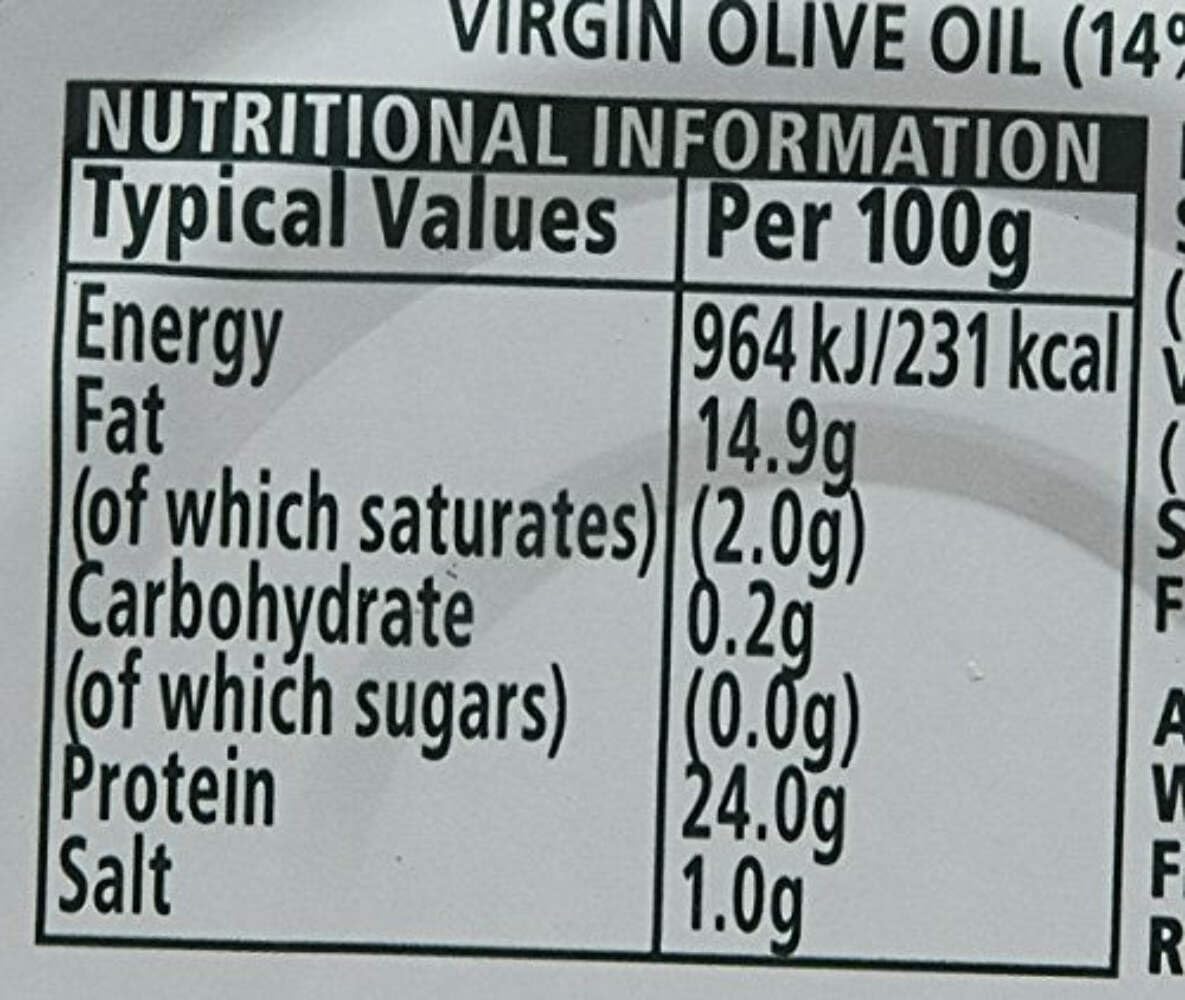 VIRGIN OLIVE OIL (14%
NUTRITIONAL INFORMATION
Typical Values Per 100g
Energy 964 kJ/231 kcal
Fat 14.9g
(of which saturates) (2.0g)
Carbohydrate 0.2g
(of which sugars) (0.0g)
Protein 24.0g
Salt 1.0g